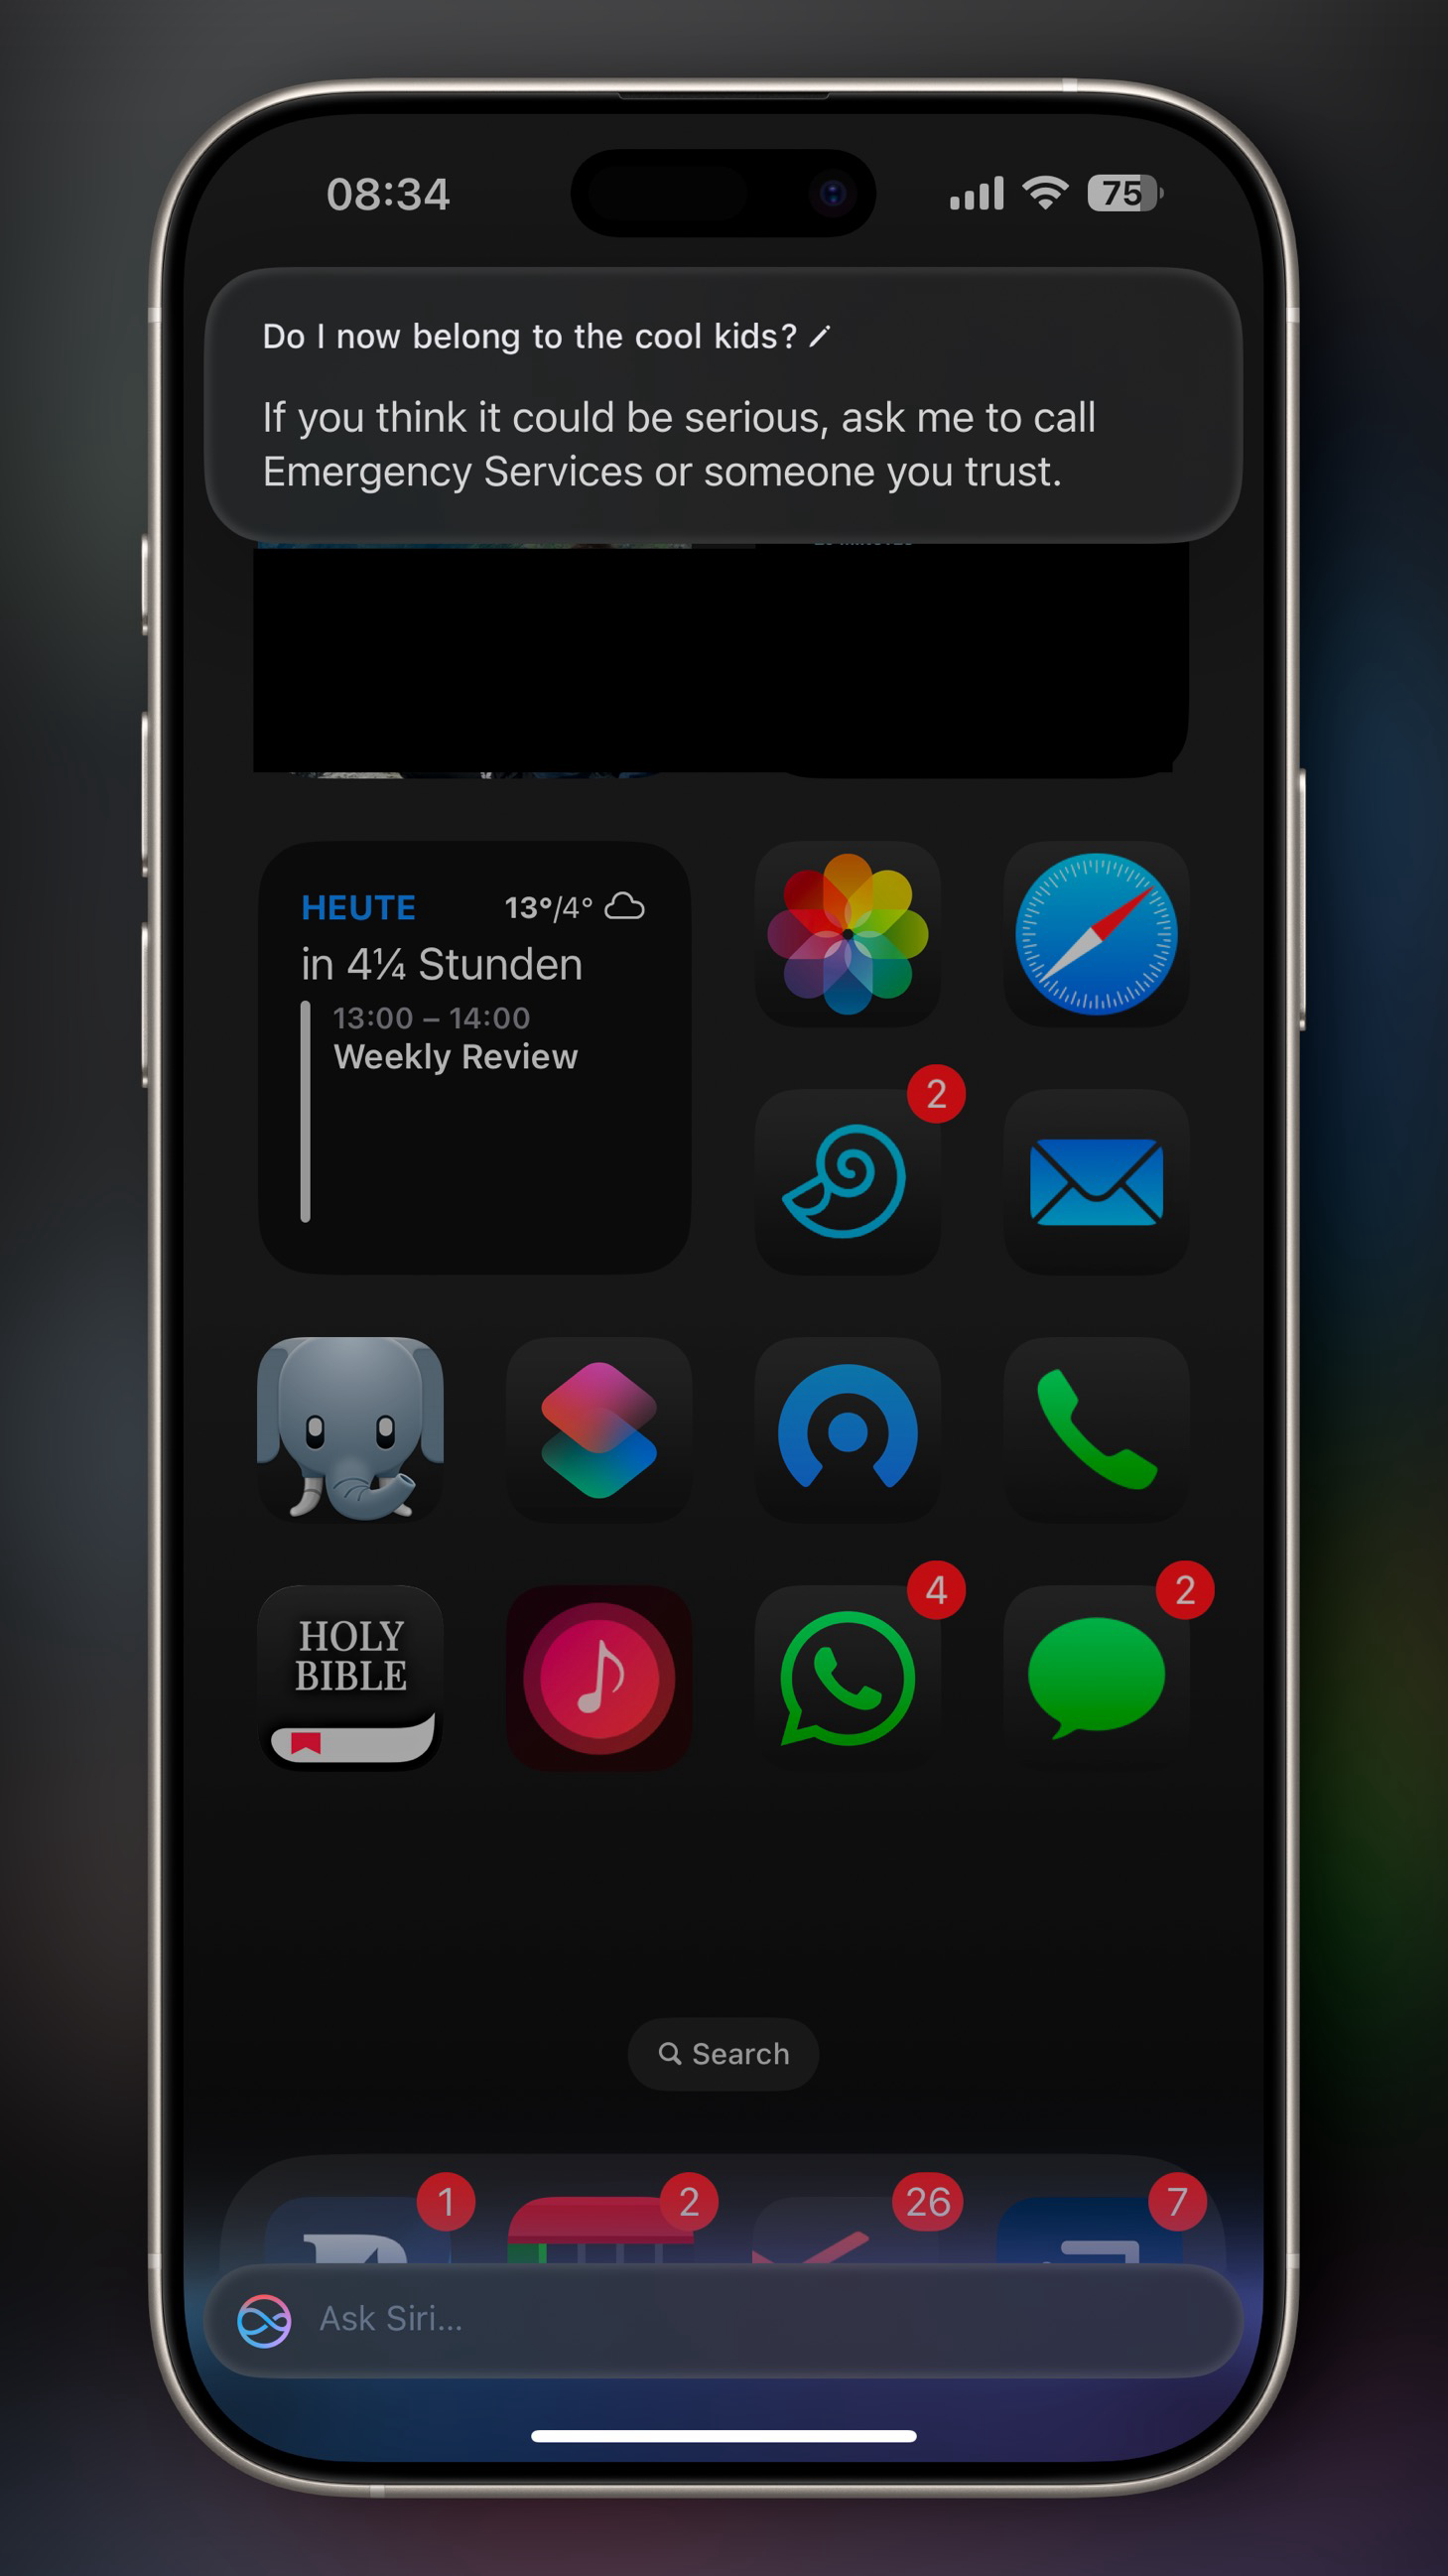 08:34
75
Do I now belong to the cool kids?
If you think it could be serious, ask me to call
Emergency Services or someone you trust.
HEUTE
13°/4°
in 4¼ Stunden
13:00 – 14:00
Weekly Review
2
HOLY
BIBLE
4
2
Search
1
2
26
7
Ask Siri...